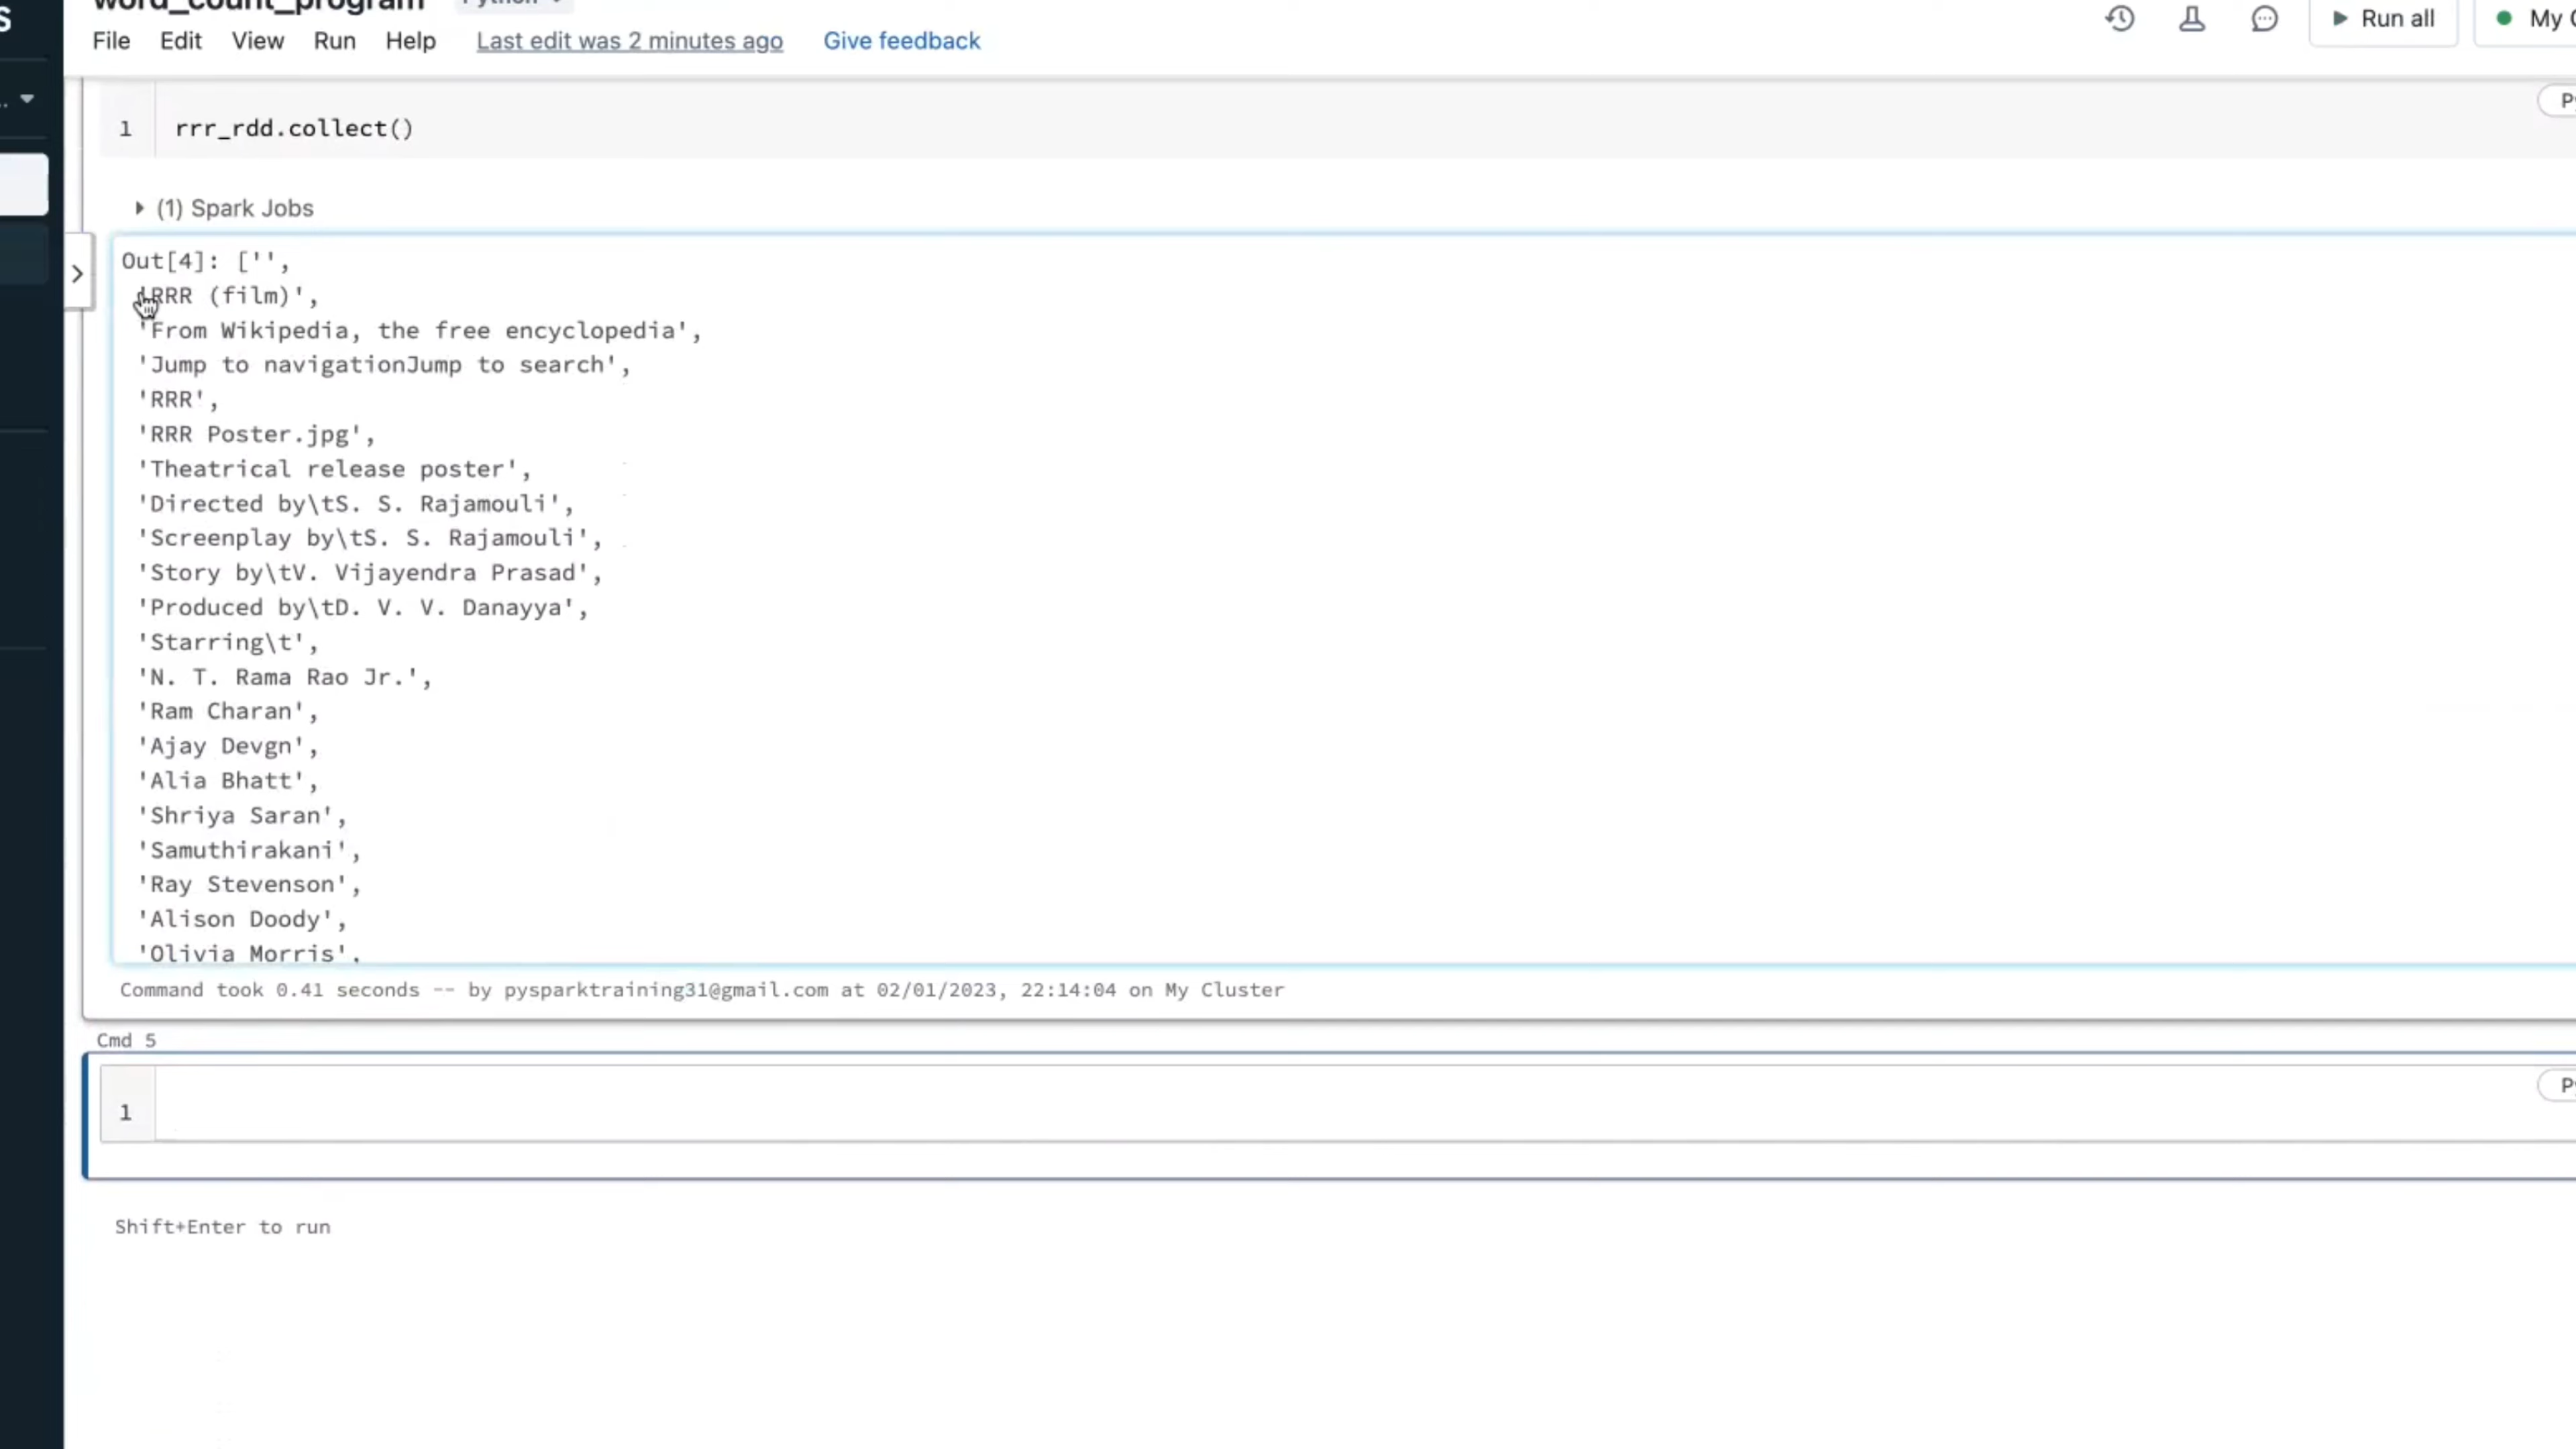 S
word_count_program Python
File Edit View Run Help Last edit was 2 minutes ago Give feedback
Run all
My
1 rrr_rdd.collect()
(1) Spark Jobs
Out[4]: ['',
'RRR (film)',
'From Wikipedia, the free encyclopedia',
'Jump to navigationJump to search',
'RRR',
'RRR Poster.jpg',
'Theatrical release poster',
'Directed by\tS. S. Rajamouli',
'Screenplay by\tS. S. Rajamouli',
'Story by\tV. Vijayendra Prasad',
'Produced by\tD. V. V. Danayya',
'Starring\t',
'N. T. Rama Rao Jr.',
'Ram Charan',
'Ajay Devgn',
'Alia Bhatt',
'Shriya Saran',
'Samuthirakani',
'Ray Stevenson',
'Alison Doody',
'Olivia Morris',
Command took 0.41 seconds -- by pysparktraining31@gmail.com at 02/01/2023, 22:14:04 on My Cluster
Cmd 5
1
Shift+Enter to run